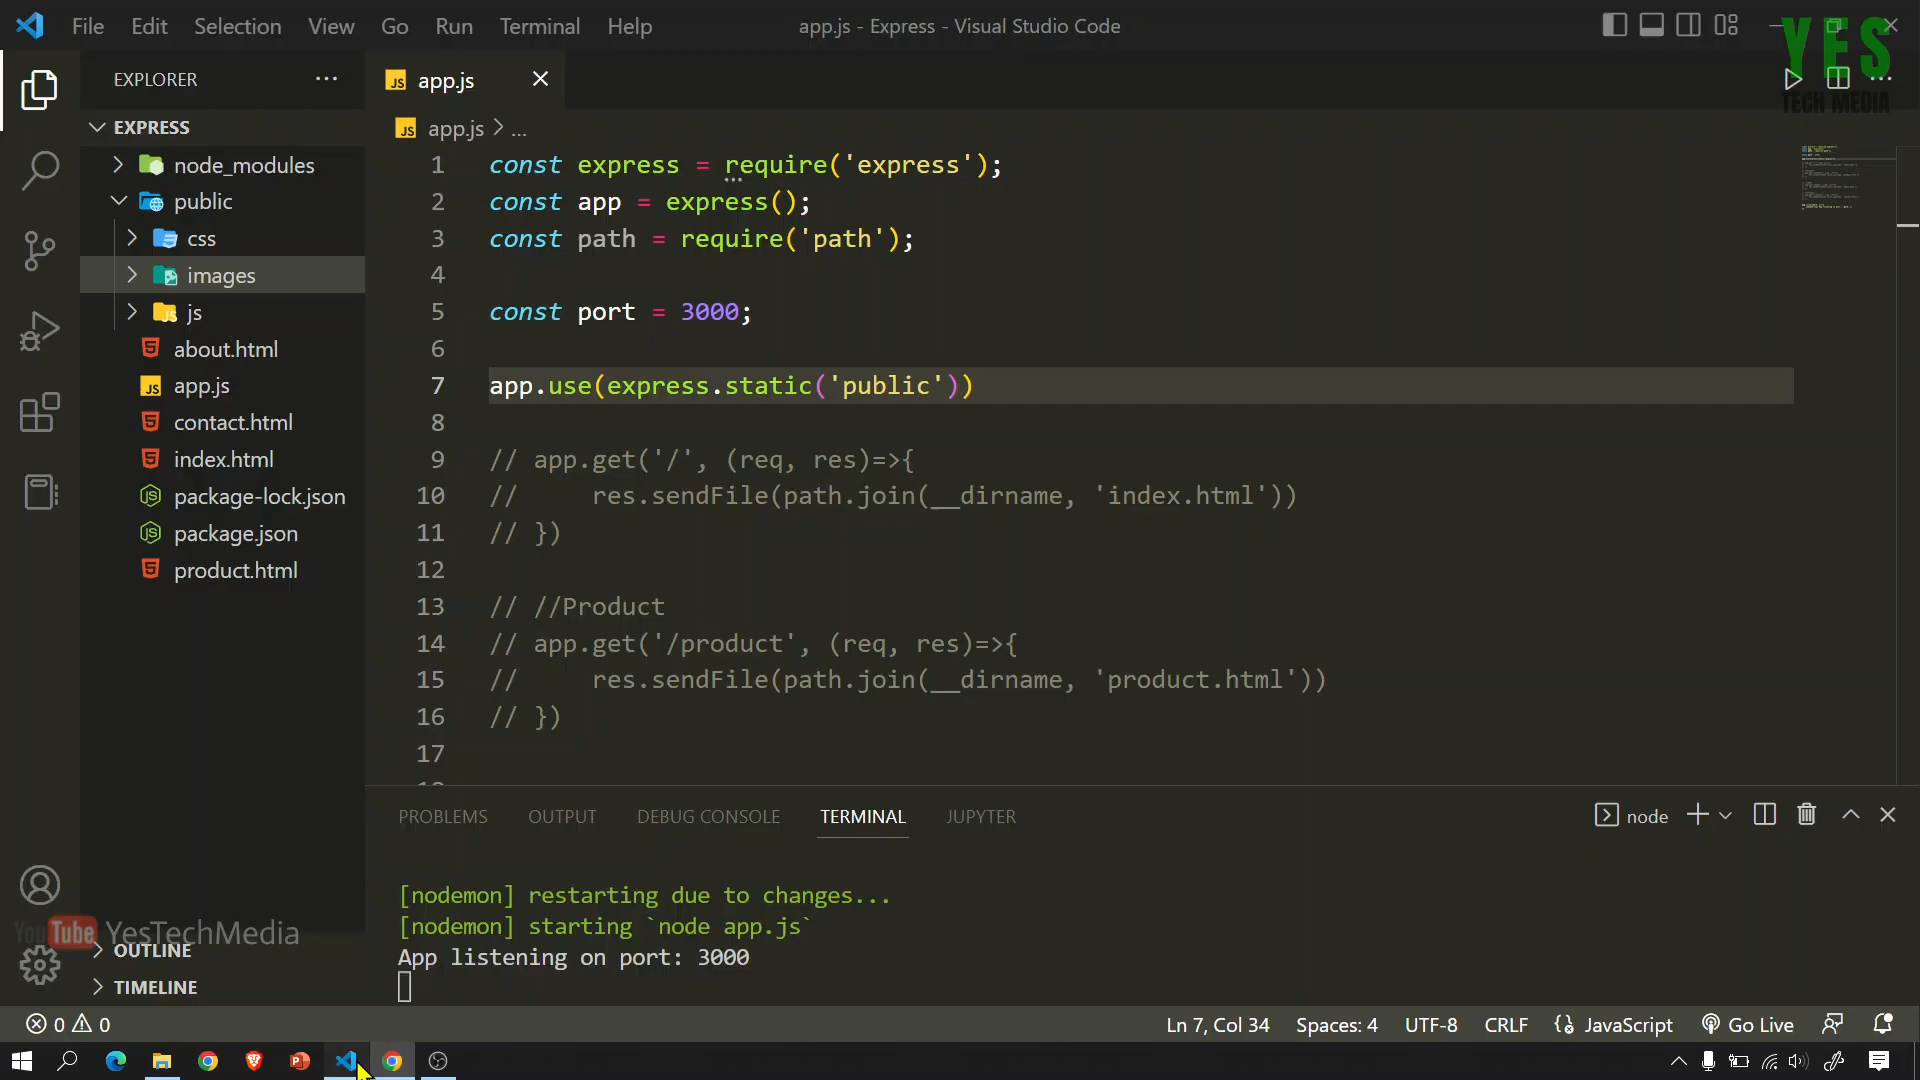 File Edit Selection View Go Run Terminal Help
app.js - Express - Visual Studio Code
YES
TECH MEDIA
EXPLORER
EXPRESS
node_modules
public
css
images
js
about.html
app.js
contact.html
index.html
package-lock.json
package.json
product.html
OUTLINE
TIMELINE
YouTube YesTechMedia
app.js
app.js > ...
1 const express = require('express');
2 const app = express();
3 const path = require('path');
4
5 const port = 3000;
6
7 app.use(express.static('public'))
8
9 // app.get('/', (req, res)=>{
10 //     res.sendFile(path.join(__dirname, 'index.html'))
11 // })
12
13 // //Product
14 // app.get('/product', (req, res)=>{
15 //     res.sendFile(path.join(__dirname, 'product.html'))
16 // })
17
PROBLEMS OUTPUT DEBUG CONSOLE TERMINAL JUPYTER
node
[nodemon] restarting due to changes...
[nodemon] starting `node app.js`
App listening on port: 3000
0 0
Ln 7, Col 34 Spaces: 4 UTF-8 CRLF JavaScript Go Live